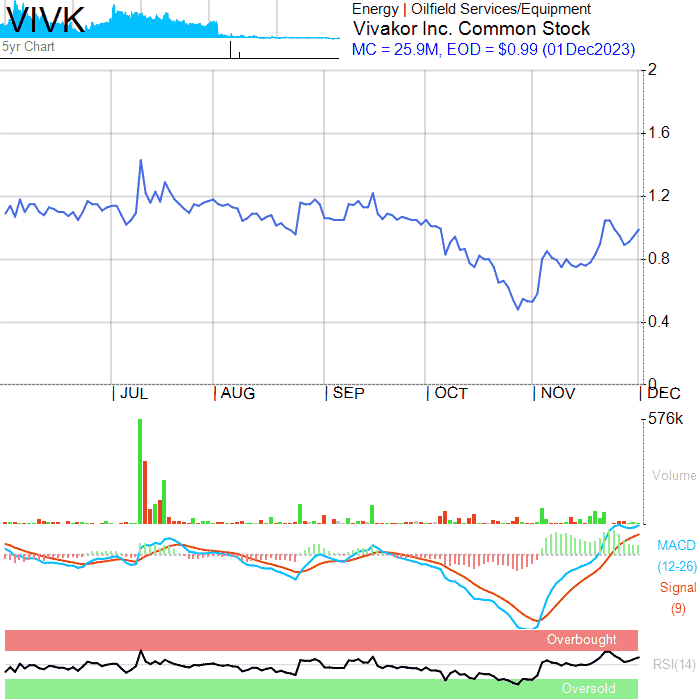 VIVK
5yr Chart
Energy | Oilfield Services/Equipment
Vivakor Inc. Common Stock
MC = 25.9M, EOD = $0.99 (01Dec2023)
2
1.6
1.2
0.8
0.4
0
JUL AUG SEP OCT NOV DEC
576k
Volume
MACD
(12-26)
Signal
(9)
Overbought
RSI(14)
Oversold